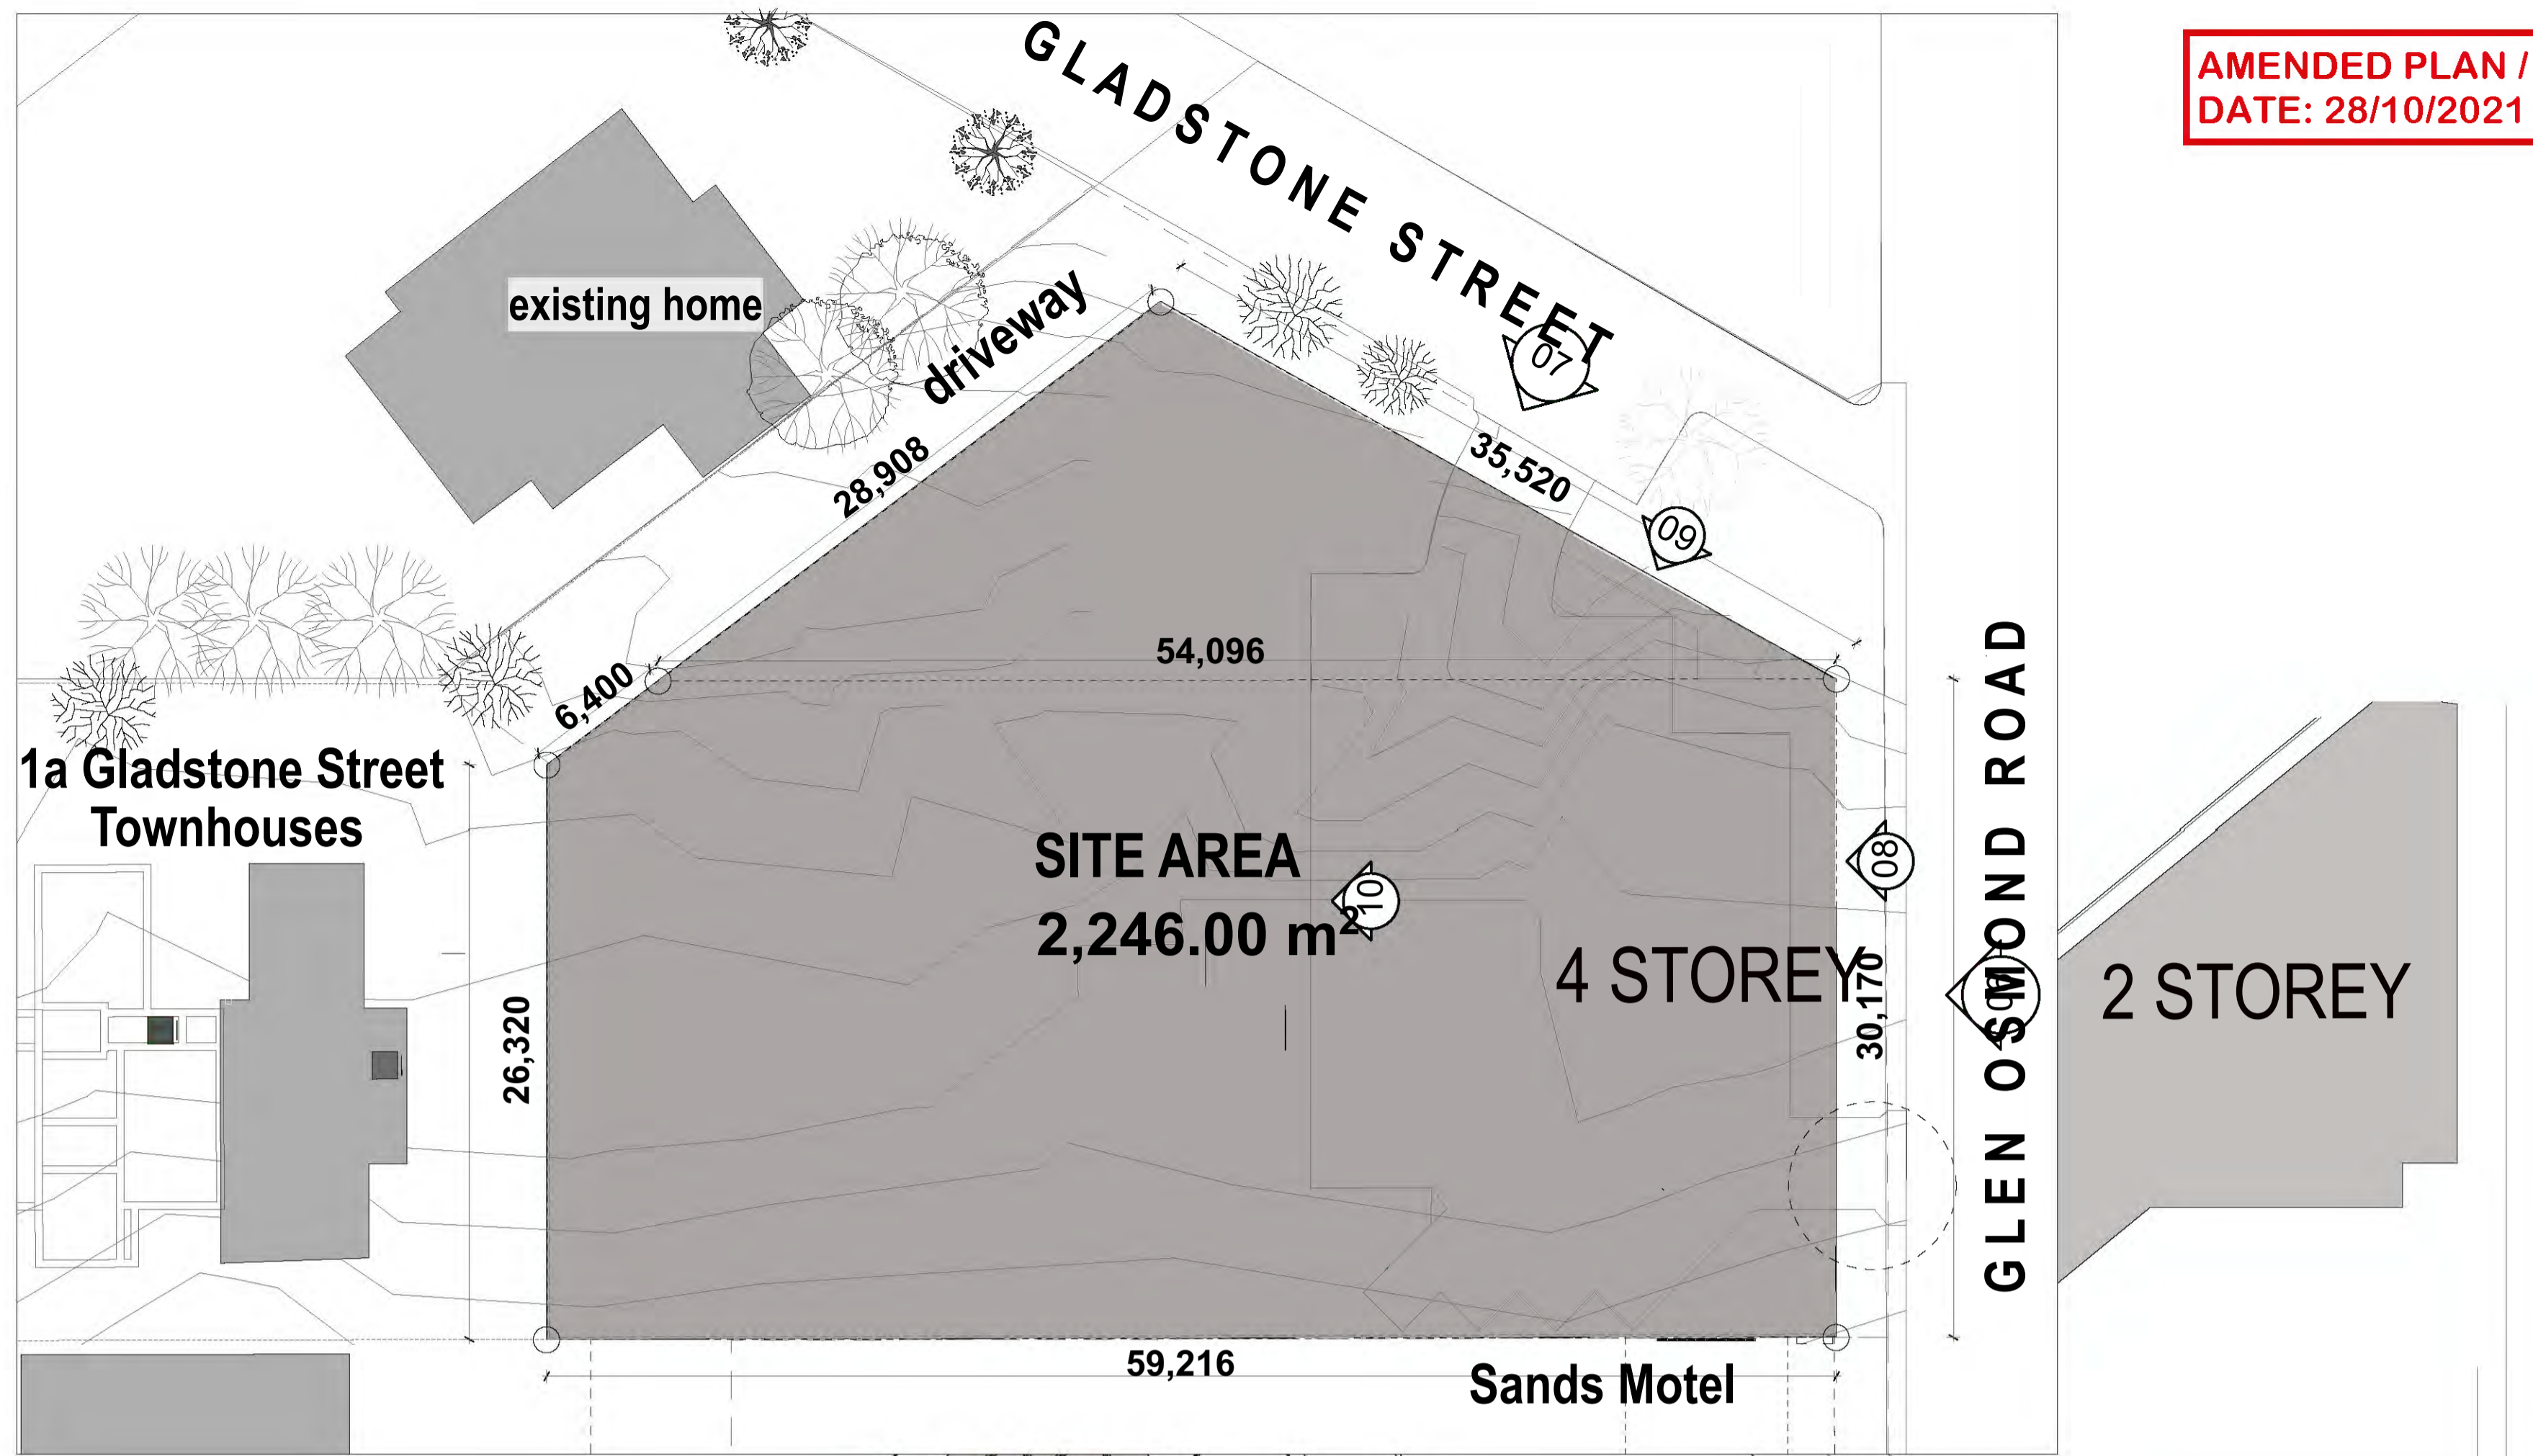 AMENDED PLAN /
DATE: 28/10/2021
GLADSTONE STREET
existing home
driveway
07
28,908
35,520
09
54,096
6,400
1a Gladstone Street
Townhouses
SITE AREA
2,246.00 m²
10
08
4 STOREY
30,170
GLEN OSMOND ROAD
2 STOREY
26,320
59,216
Sands Motel